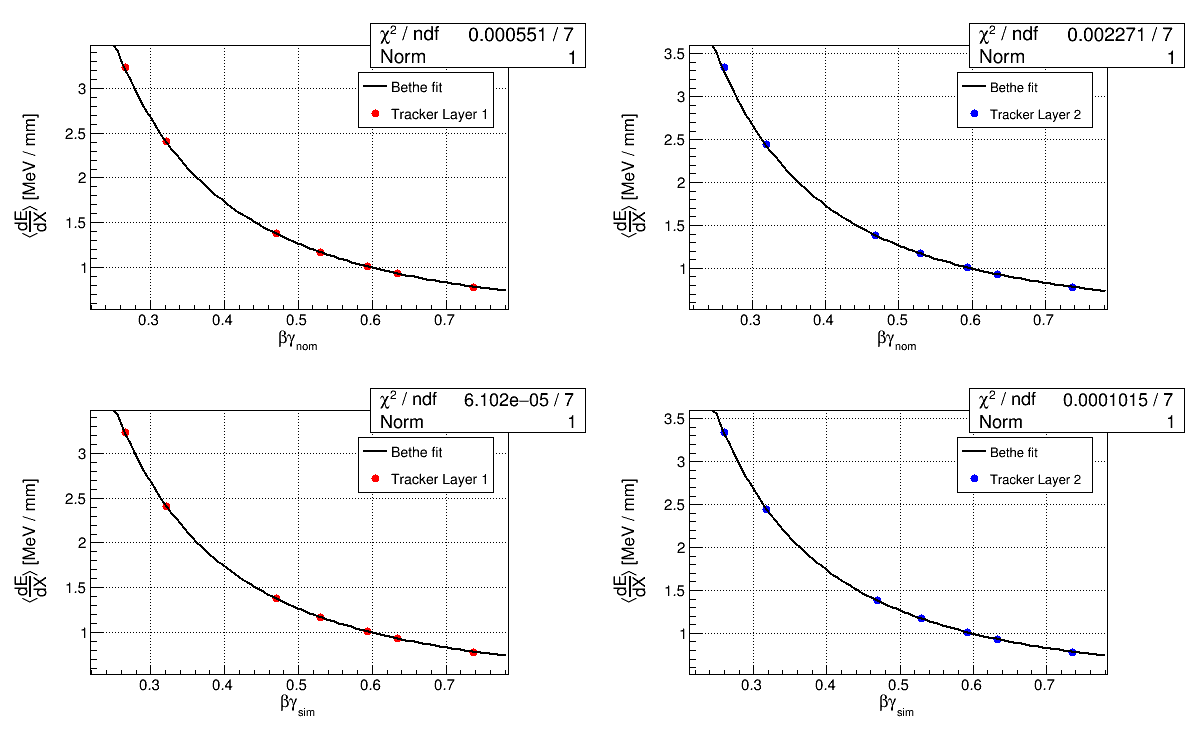 χ² / ndf 0.000551 / 7
Norm 1
Bethe fit
Tracker Layer 1
⟨dE/dX⟩ [MeV / mm]
3
2.5
2
1.5
1
0.3 0.4 0.5 0.6 0.7
βγnom
χ² / ndf 0.002271 / 7
Norm 1
Bethe fit
Tracker Layer 2
⟨dE/dX⟩ [MeV / mm]
3.5
3
2.5
2
1.5
1
0.3 0.4 0.5 0.6 0.7
βγnom
χ² / ndf 6.102e−05 / 7
Norm 1
Bethe fit
Tracker Layer 1
⟨dE/dX⟩ [MeV / mm]
3
2.5
2
1.5
1
0.3 0.4 0.5 0.6 0.7
βγsim
χ² / ndf 0.0001015 / 7
Norm 1
Bethe fit
Tracker Layer 2
⟨dE/dX⟩ [MeV / mm]
3.5
3
2.5
2
1.5
1
0.3 0.4 0.5 0.6 0.7
βγsim